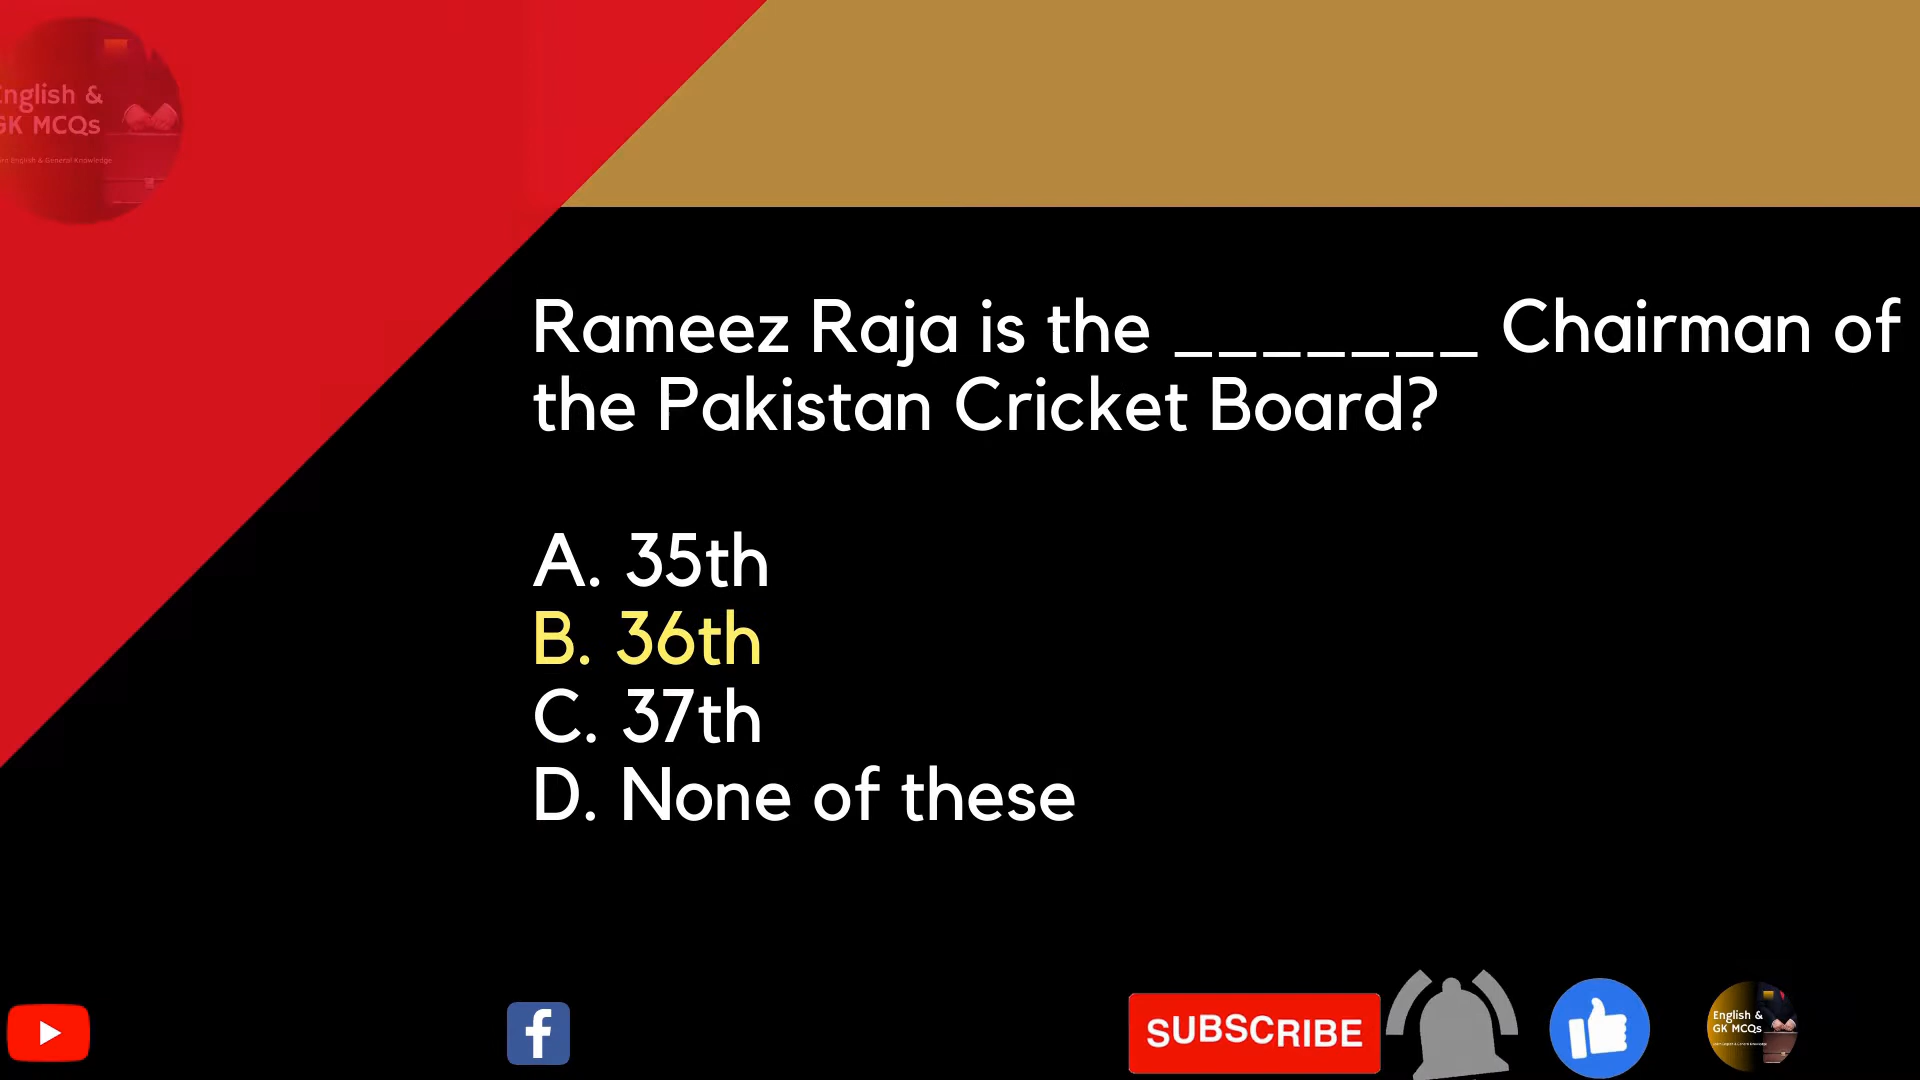 English &
GK MCQs
Rameez Raja is the _______ Chairman of
the Pakistan Cricket Board?
A. 35th
B. 36th
C. 37th
D. None of these
SUBSCRIBE
English &
GK MCQs